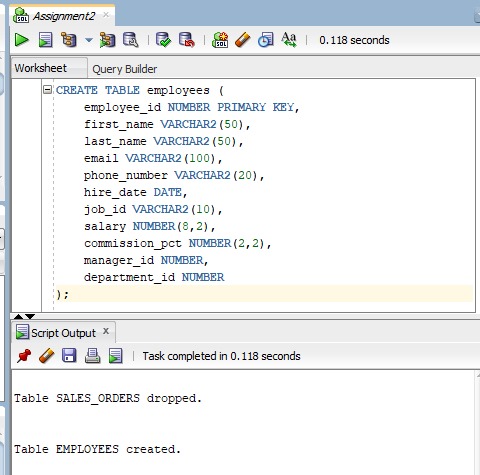 Assignment2
SQL
SQL Aa 0.118 seconds
Worksheet Query Builder
CREATE TABLE employees (
employee_id NUMBER PRIMARY KEY,
first_name VARCHAR2(50),
last_name VARCHAR2(50),
email VARCHAR2(100),
phone_number VARCHAR2(20),
hire_date DATE,
job_id VARCHAR2(10),
salary NUMBER(8,2),
commission_pct NUMBER(2,2),
manager_id NUMBER,
department_id NUMBER
);
Script Output x
Task completed in 0.118 seconds
Table SALES_ORDERS dropped.
Table EMPLOYEES created.